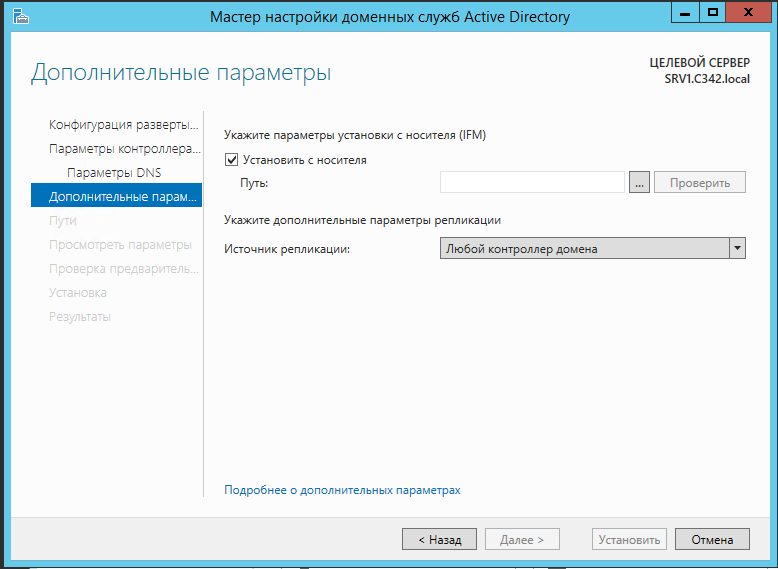 Мастер настройки доменных служб Active Directory
Дополнительные параметры
ЦЕЛЕВОЙ СЕРВЕР
SRV1.C342.local
Конфигурация разверты...
Параметры контроллера...
Параметры DNS
Дополнительные парам...
Пути
Просмотреть параметры
Проверка предваритель...
Установка
Результаты
Укажите параметры установки с носителя (IFM)
Установить с носителя
Путь:
...
Проверить
Укажите дополнительные параметры репликации
Источник репликации:
Любой контроллер домена
Подробнее о дополнительных параметрах
< Назад
Далее >
Установить
Отмена